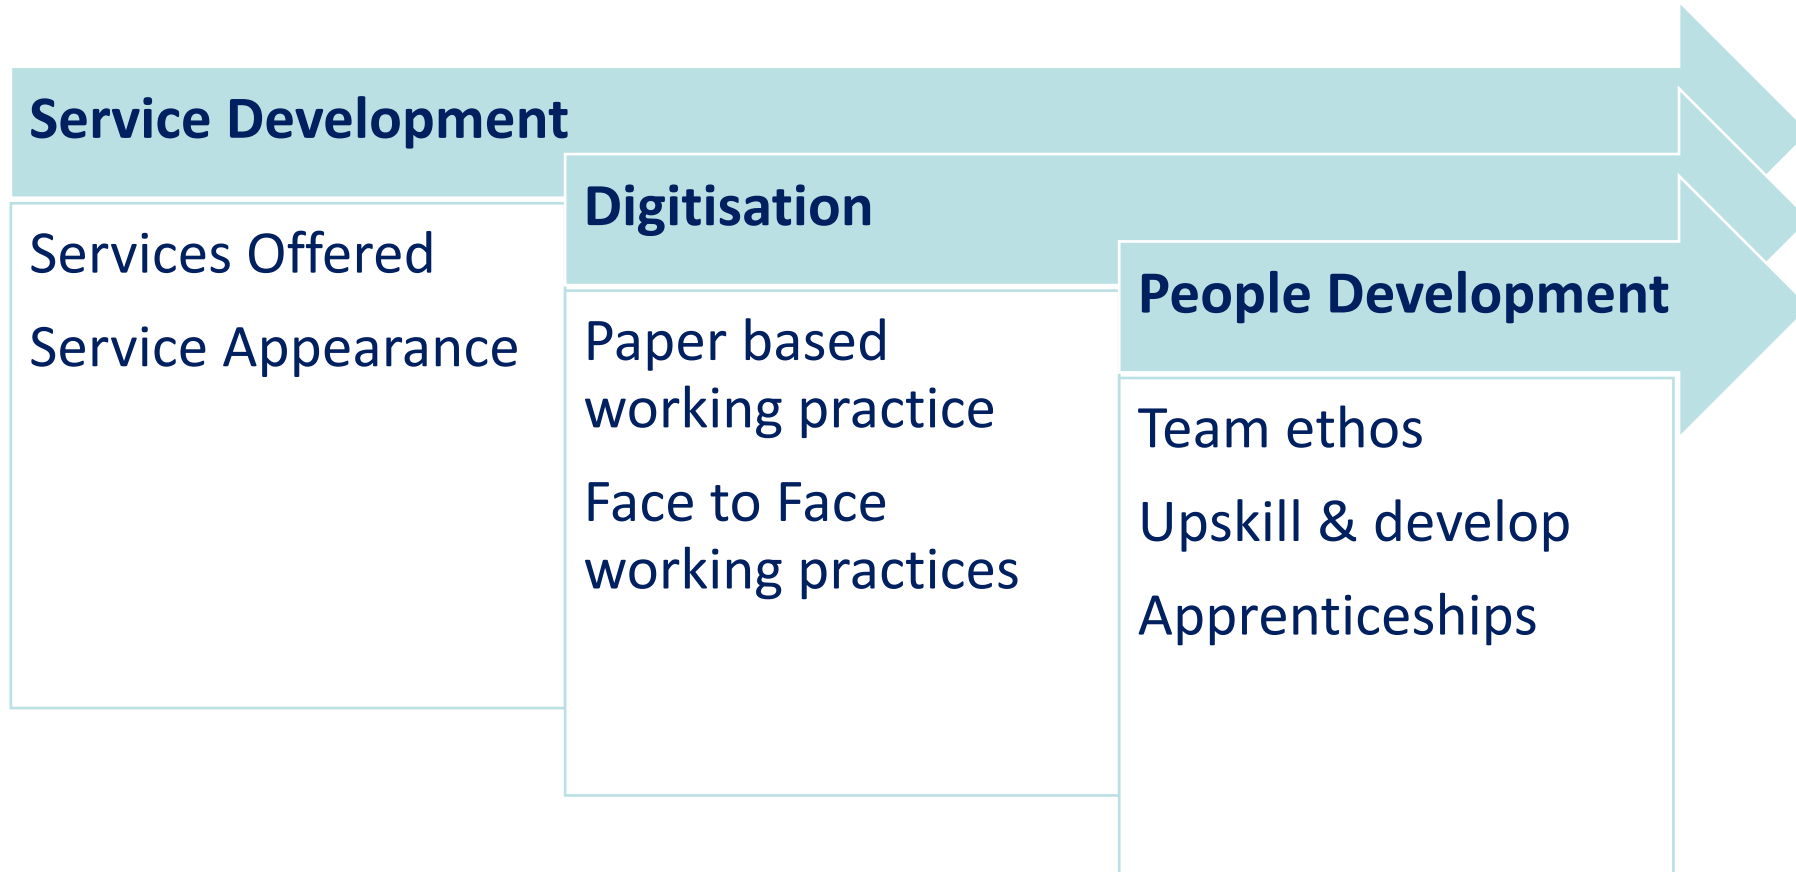 Service Development
Services Offered
Service Appearance
Digitisation
Paper based
working practice
Face to Face
working practices
People Development
Team ethos
Upskill & develop
Apprenticeships